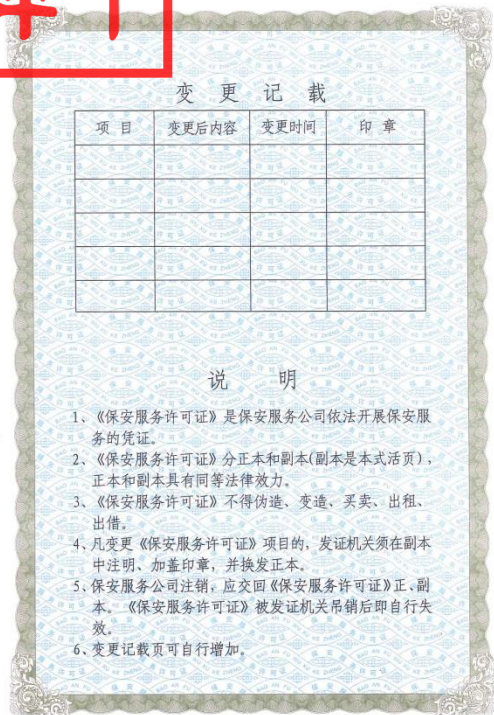 变 更 记 载
项 目 变更后内容 变更时间 印 章
说 明
1、《保安服务许可证》是保安服务公司依法开展保安服
务的凭证。
2、《保安服务许可证》分正本和副本(副本是本式活页),
正本和副本具有同等法律效力。
3、《保安服务许可证》不得伪造、变造、买卖、出租、
出借。
4、凡变更《保安服务许可证》项目的，发证机关须在副本
中注明、加盖印章，并换发正本。
5、保安服务公司注销，应交回《保安服务许可证》正、副
本。《保安服务许可证》被发证机关吊销后即自行失
效。
6、变更记载页可自行增加。